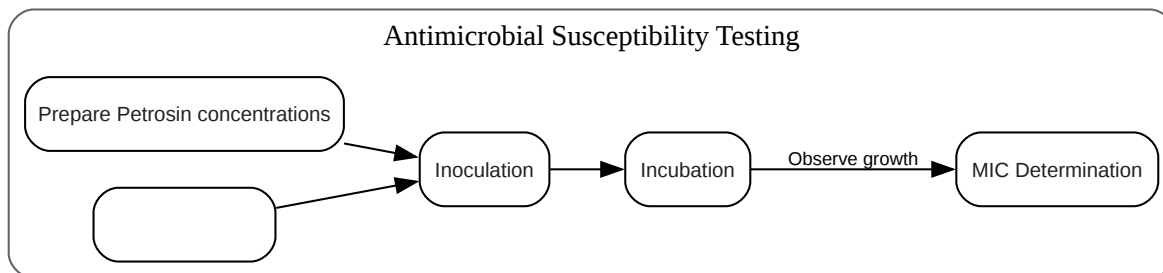 Antimicrobial Susceptibility Testing
Prepare Petrosin concentrations
Inoculation
Incubation
Observe growth
MIC Determination